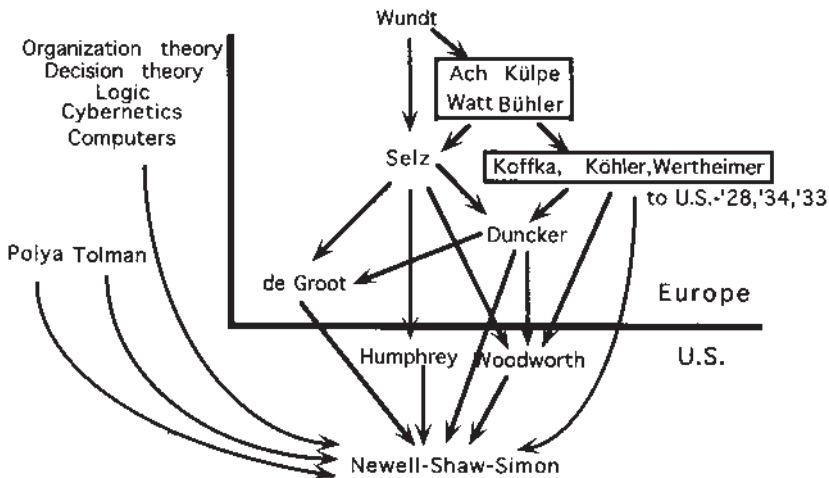 Wundt
Organization theory
Decision theory
Logic
Cybernetics
Computers
Ach Külpe
Watt Bühler
Selz
Koffka, Köhler, Wertheimer
to U.S.-'28,'34,'33
Duncker
Polya Tolman
de Groot
Europe
U.S.
Humphrey
Woodworth
Newell-Shaw-Simon